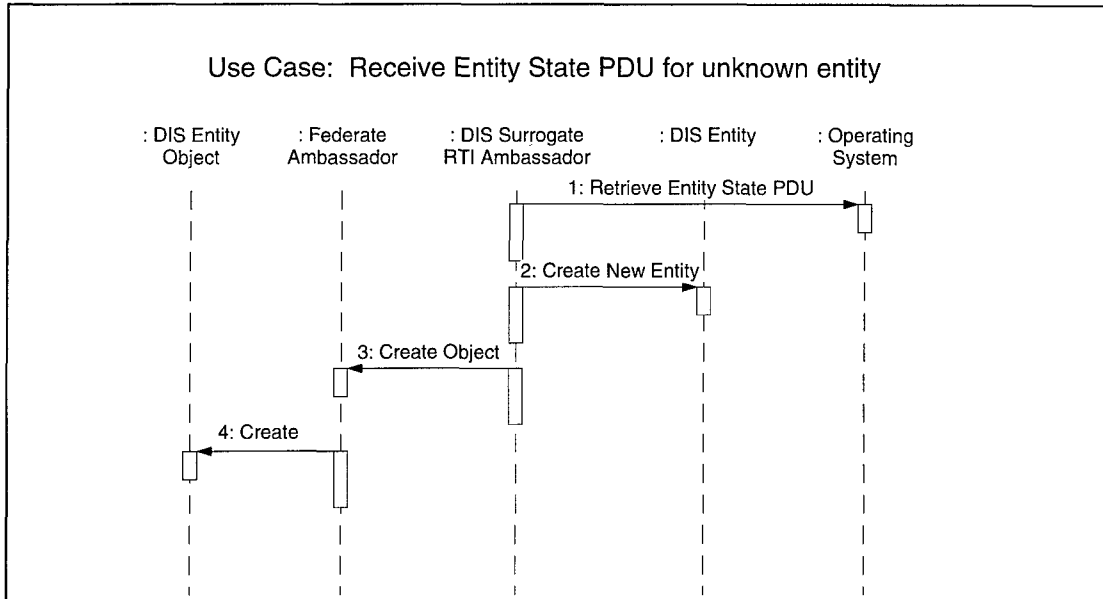 Use Case: Receive Entity State PDU for unknown entity
: DIS Entity
Object
: Federate
Ambassador
: DIS Surrogate
RTI Ambassador
: DIS Entity
: Operating
System
1: Retrieve Entity State PDU
2: Create New Entity
3: Create Object
4: Create